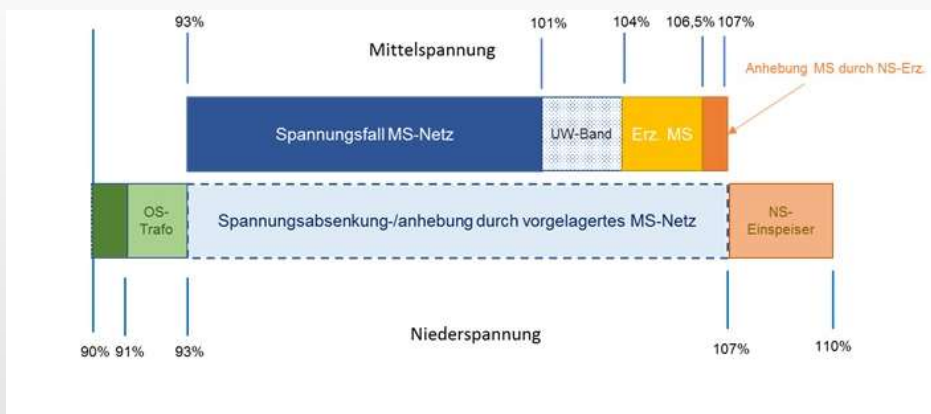 93%
101%
104%
106,5%
107%
Mittelspannung
Anhebung MS durch NS-Erz.
Spannungsfall MS-Netz
UW-Band
Erz. MS
OS-
Trafo
Spannungsabsenkung-/anhebung durch vorgelagertes MS-Netz
NS-
Einspeiser
Niederspannung
90%
91%
93%
107%
110%